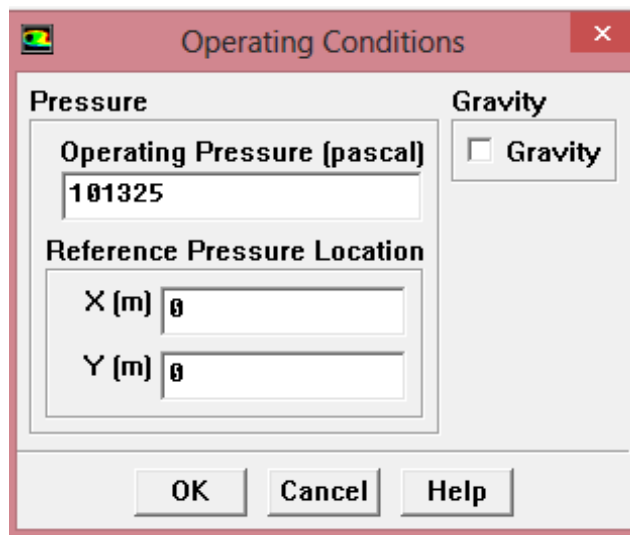 Operating Conditions
Pressure
Operating Pressure (pascal)
101325
Reference Pressure Location
X (m) 0
Y (m) 0
Gravity
Gravity
OK Cancel Help